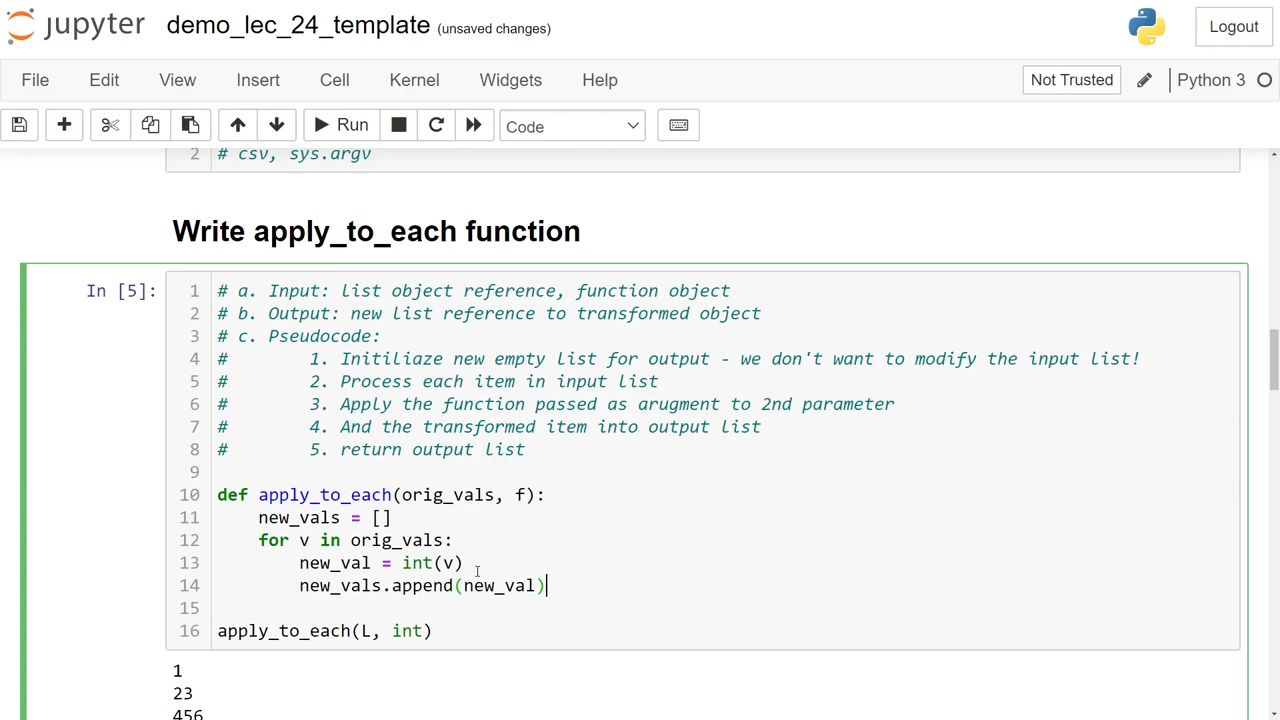 jupyter demo_lec_24_template (unsaved changes) Logout
File Edit View Insert Cell Kernel Widgets Help Not Trusted Python 3
Run Code
2 # csv, sys.argv
Write apply_to_each function
In [5]:
1 # a. Input: list object reference, function object
2 # b. Output: new list reference to transformed object
3 # c. Pseudocode:
4 # 1. Initiliaze new empty list for output - we don't want to modify the input list!
5 # 2. Process each item in input list
6 # 3. Apply the function passed as arugment to 2nd parameter
7 # 4. And the transformed item into output list
8 # 5. return output list
9
10 def apply_to_each(orig_vals, f):
11 new_vals = []
12 for v in orig_vals:
13 new_val = int(v)
14 new_vals.append(new_val)
15
16 apply_to_each(L, int)
1
23
456